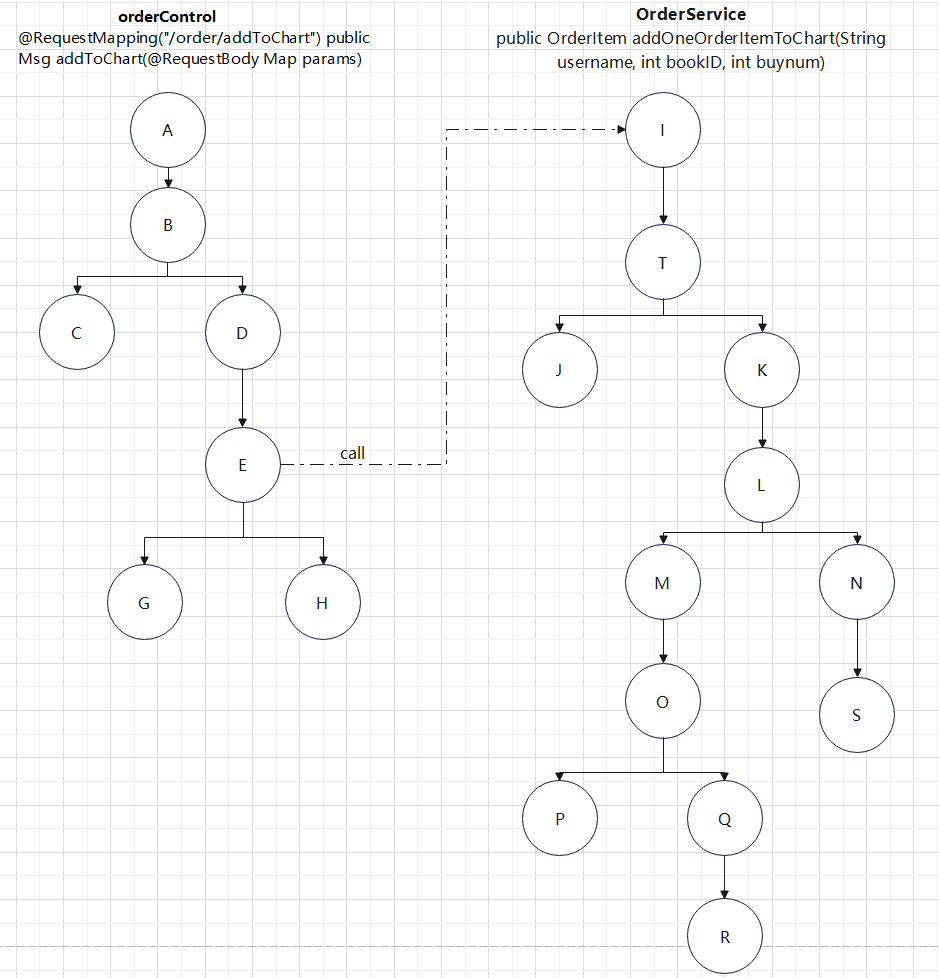 orderControl
@RequestMapping("/order/addToChart") public
Msg addToChart(@RequestBody Map params)
OrderService
public OrderItem addOneOrderItemToChart(String
username, int bookID, int buynum)
A
I
B
T
C
D
J
K
call
E
L
G
H
M
N
O
S
P
Q
R